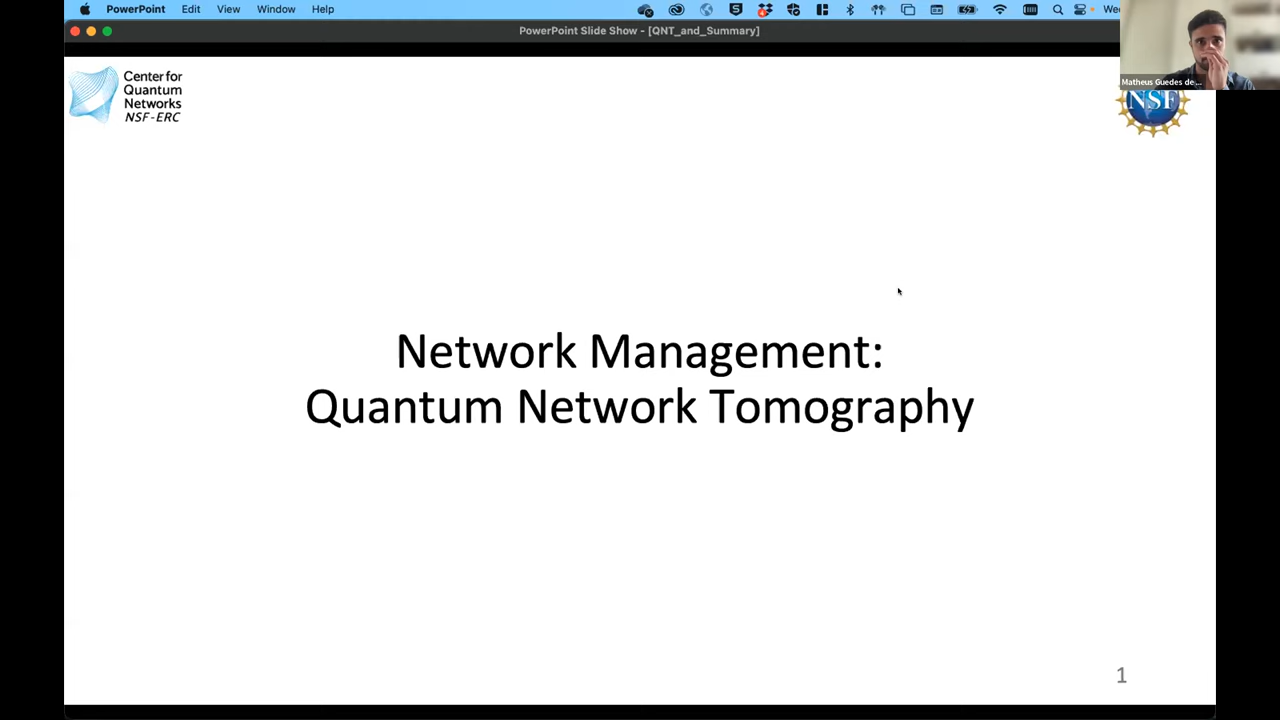 PowerPoint Edit View Window Help
PowerPoint Slide Show - [QNT_and_Summary]
Matheus Guedes de ...
Center for
Quantum
Networks
NSF-ERC
NSF
Network Management:
Quantum Network Tomography
1